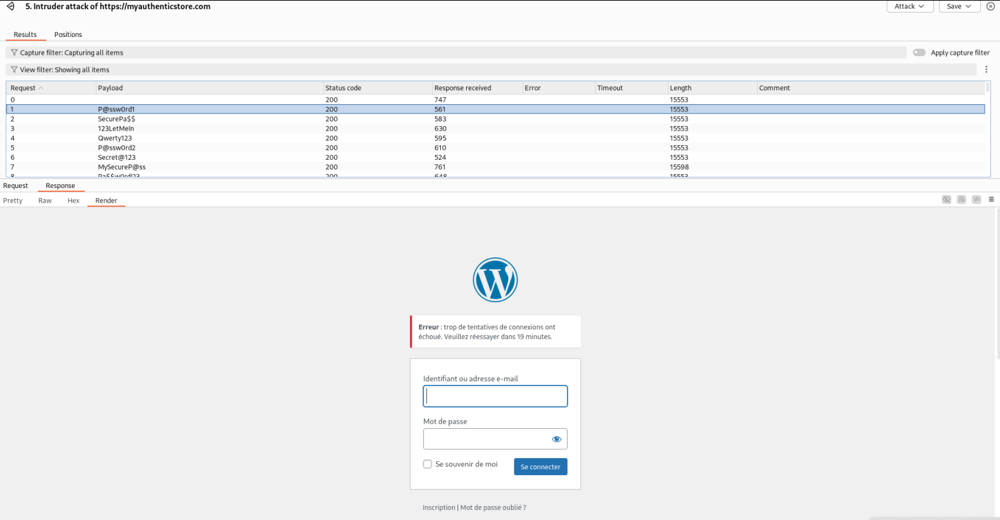 5. Intruder attack of https://myauthenticstore.com
Attack
Save
Results Positions
Capture filter: Capturing all items
Apply capture filter
View filter: Showing all items
Request Payload Status code Response received Error Timeout Length Comment
0 200 747 15553
1 P@ssw0rd1 200 561 15553
2 SecurePa$$ 200 583 15553
3 123LetMeIn 200 630 15553
4 Qwerty123 200 595 15553
5 P@ssw0rd2 200 610 15553
6 Secret@123 200 524 15553
7 MySecureP@ss 200 761 15598
8 200 648 15553
Request Response
Pretty Raw Hex Render
\n
Erreur : trop de tentatives de connexions ont
échoué. Veuillez réessayer dans 19 minutes.
Identifiant ou adresse e-mail
Mot de passe
Se souvenir de moi
Se connecter
Inscription | Mot de passe oublié ?